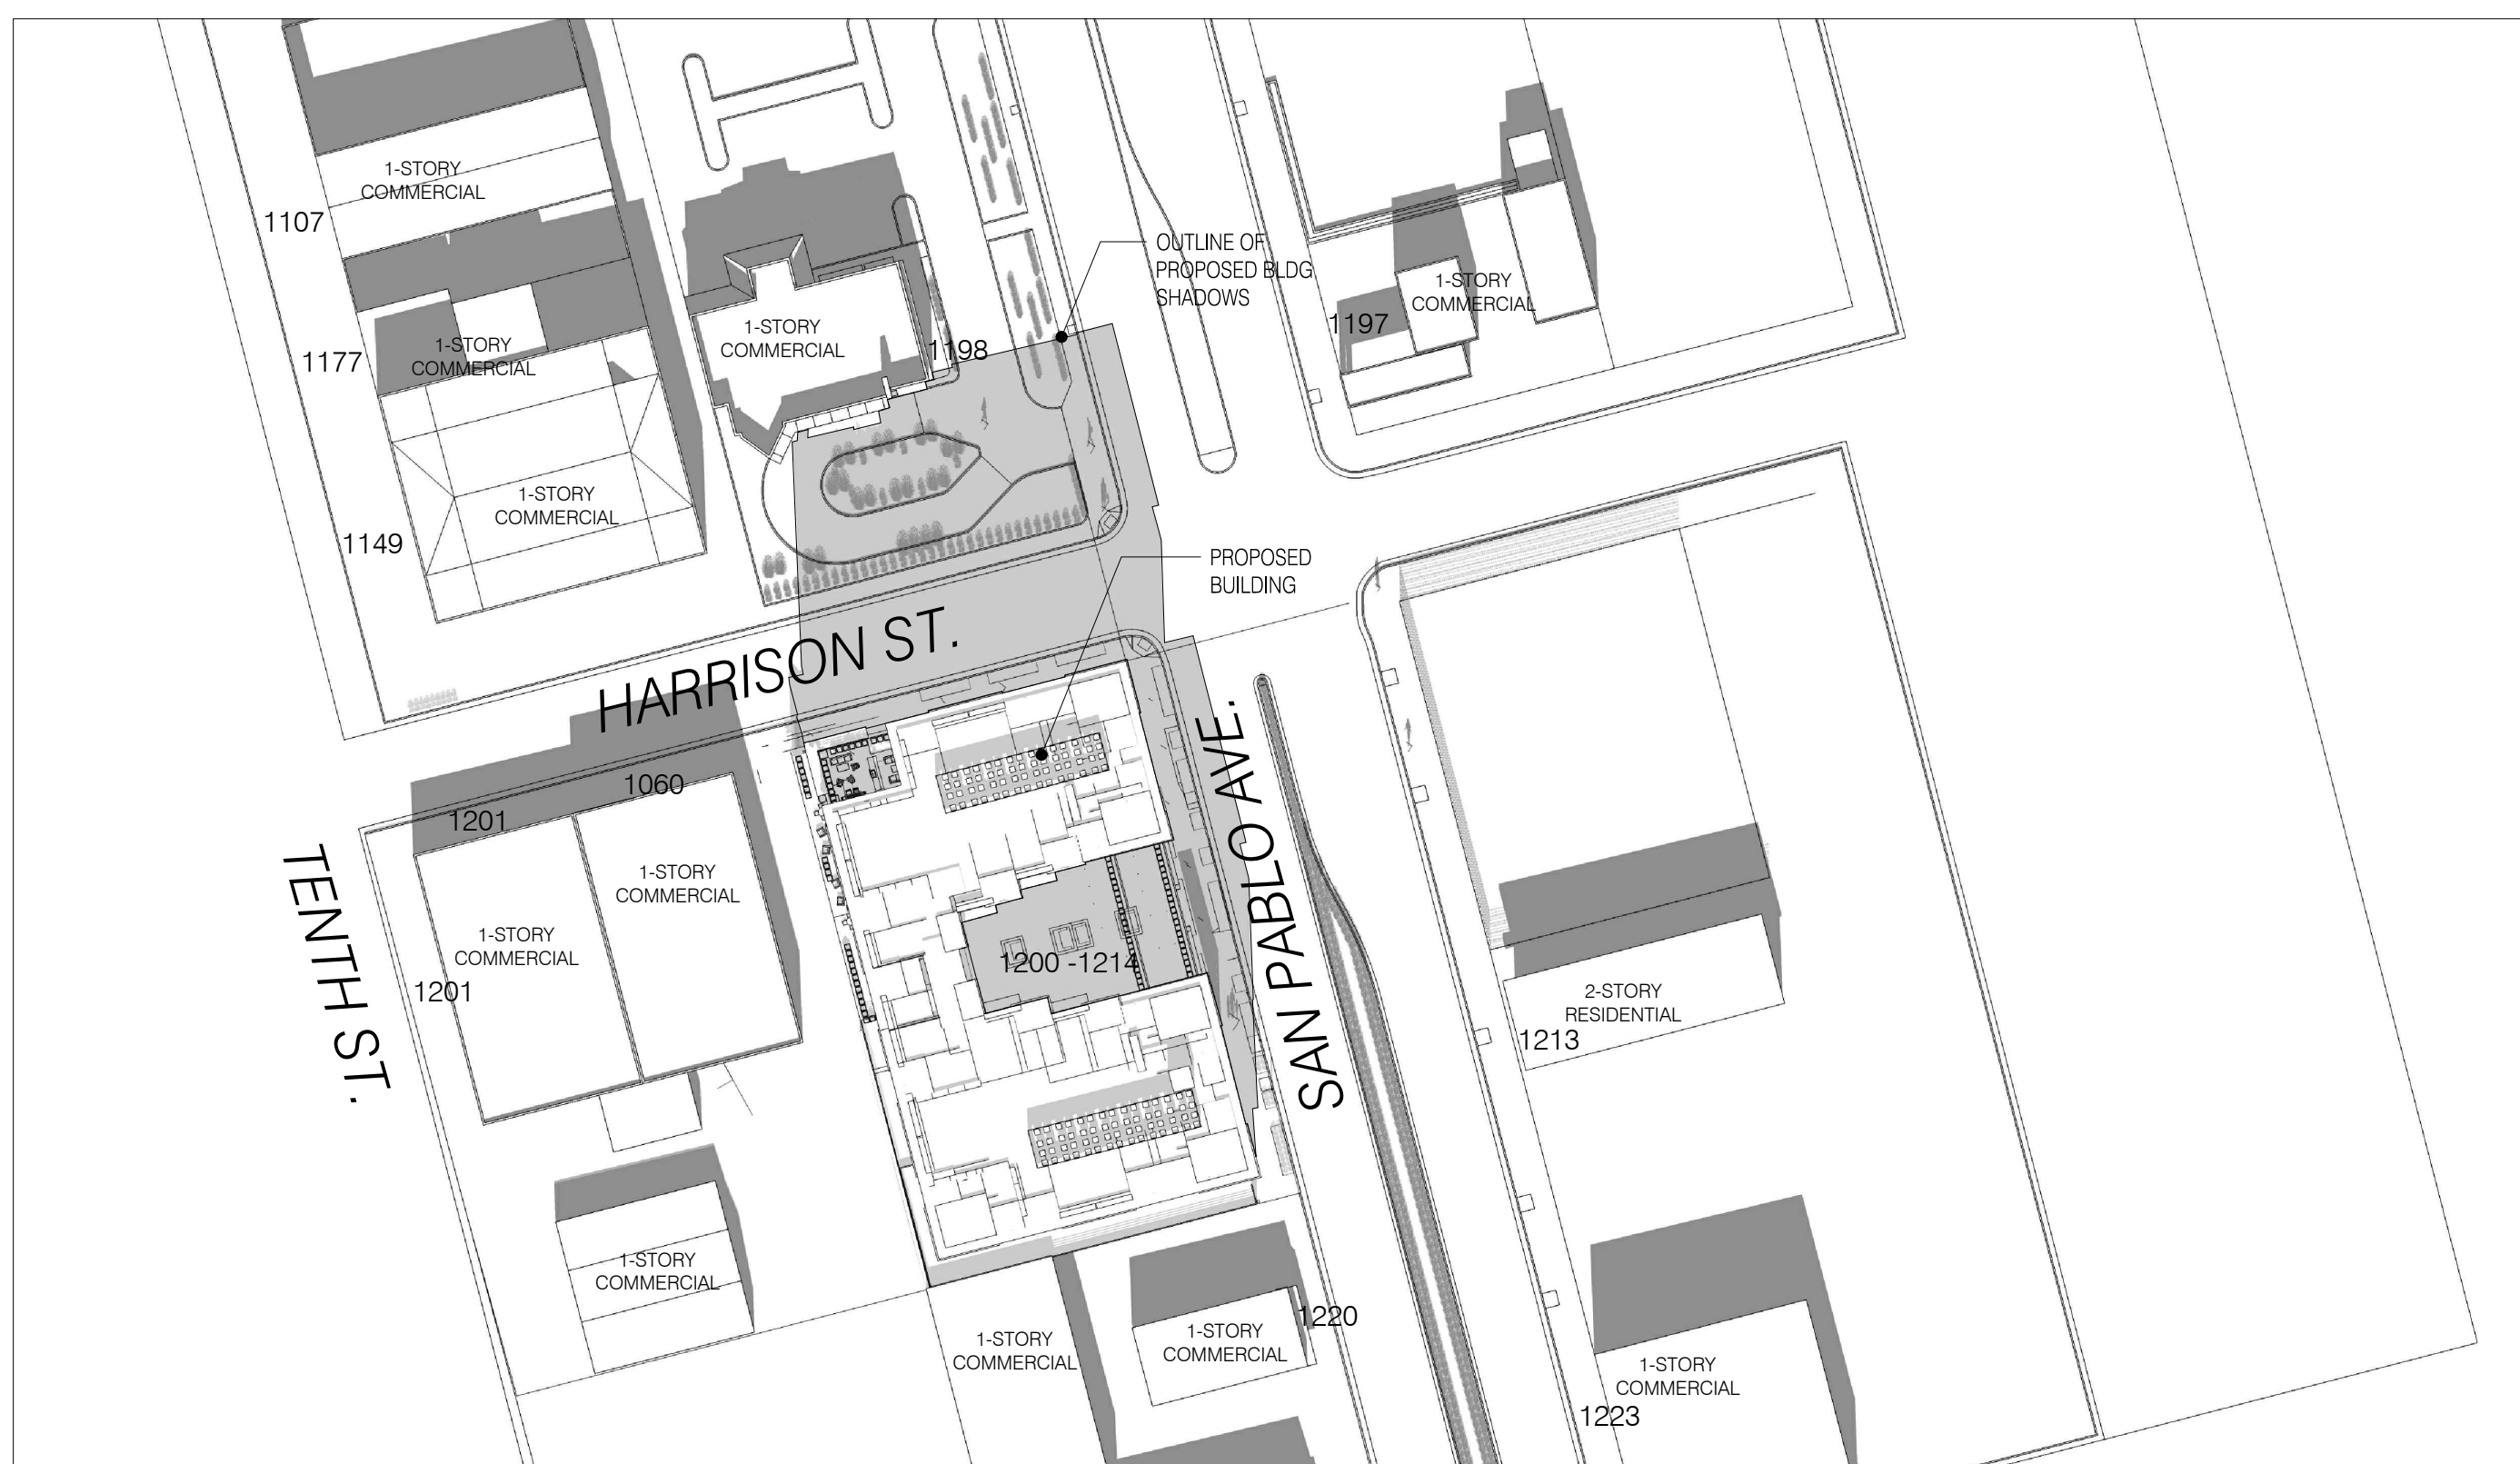 1-STORY
COMMERCIAL
1107
OUTLINE OF
PROPOSED BLDG
SHADOWS
1-STORY
COMMERCIAL
1197
1-STORY
COMMERCIAL
1198
1-STORY
COMMERCIAL
1177
1-STORY
COMMERCIAL
1149
PROPOSED
BUILDING
HARRISON ST.
1060
1201
1-STORY
COMMERCIAL
1-STORY
COMMERCIAL
1201
TENTH ST.
1200 -1214
SAN PABLO AVE.
2-STORY
RESIDENTIAL
1213
1-STORY
COMMERCIAL
1-STORY
COMMERCIAL
1-STORY
COMMERCIAL
1220
1-STORY
COMMERCIAL
1223